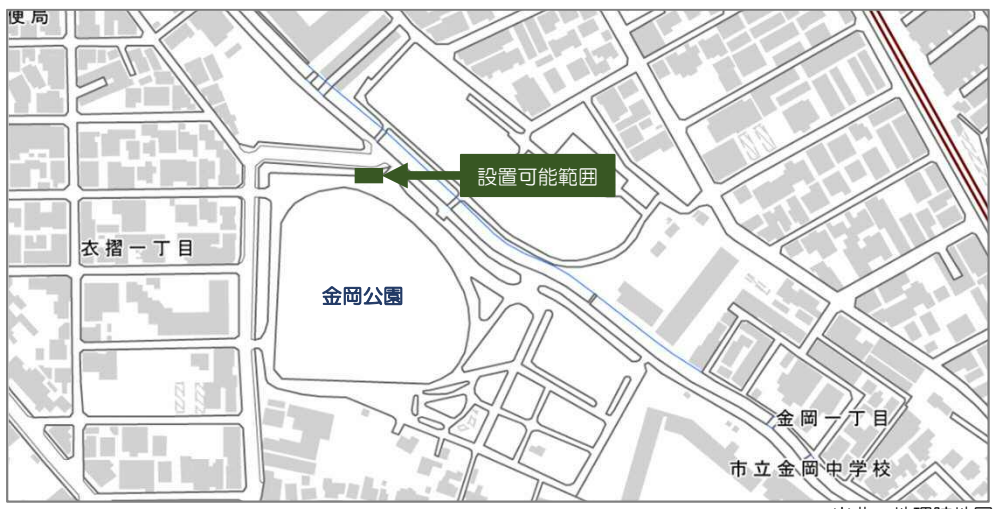 便局
設置可能範囲
衣摺一丁目
金岡公園
金岡一丁目
市立金岡中学校